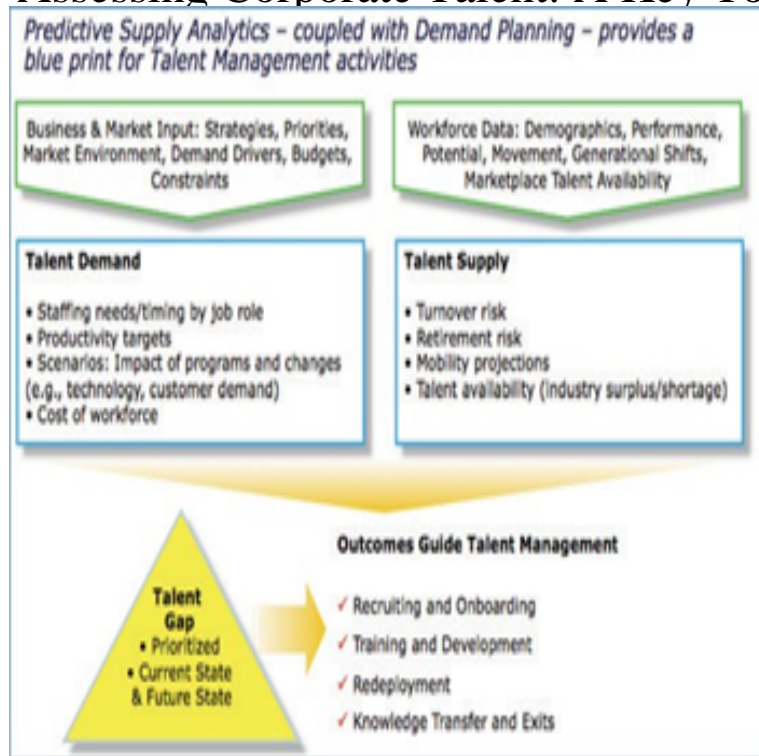 Assessing Corporate Talent: A Key
Predictive Supply Analytics – coupled with Demand Planning – provides a
blue print for Talent Management activities
Business & Market Input: Strategies, Priorities,
Market Environment, Demand Drivers, Budgets,
Constraints
Workforce Data: Demographics, Performance,
Potential, Movement, Generational Shifts,
Marketplace Talent Availability
Talent Demand
• Staffing needs/timing by job role
• Productivity targets
• Scenarios: Impact of programs and changes
(e.g., technology, customer demand)
• Cost of workforce
Talent Supply
• Turnover risk
• Retirement risk
• Mobility projections
• Talent availability (industry surplus/shortage)
Talent
Gap
• Prioritized
• Current State
& Future State
Outcomes Guide Talent Management
✓ Recruiting and Onboarding
✓ Training and Development
✓ Redeployment
✓ Knowledge Transfer and Exits